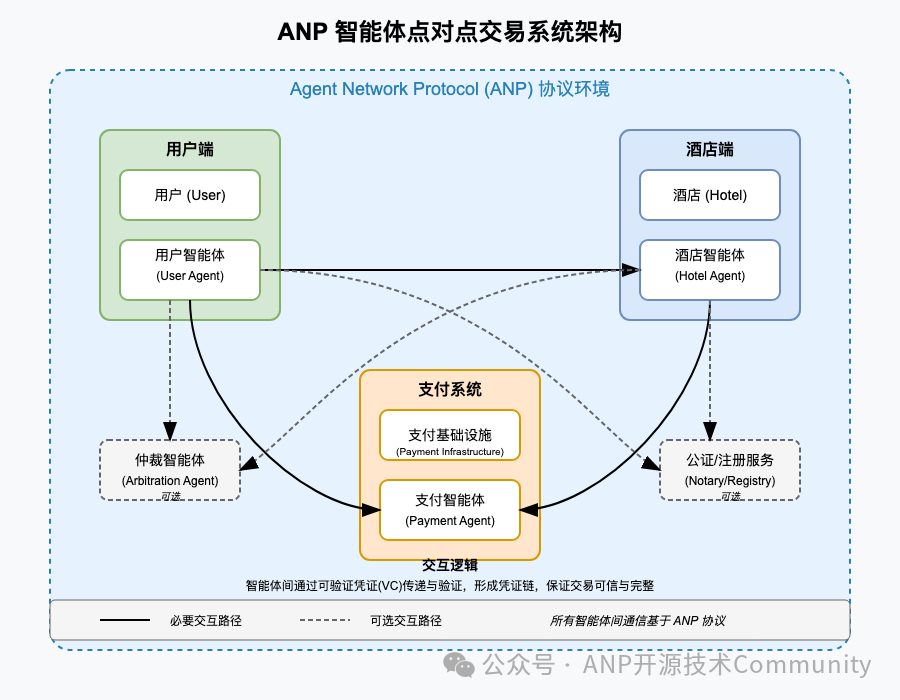 ANP 智能体点对点交易系统架构
Agent Network Protocol (ANP) 协议环境
用户端
用户 (User)
用户智能体
(User Agent)
酒店端
酒店 (Hotel)
酒店智能体
(Hotel Agent)
支付系统
支付基础设施
(Payment Infrastructure)
支付智能体
(Payment Agent)
仲裁智能体
(Arbitration Agent)
可选
公证/注册服务
(Notary/Registry)
可选
交互逻辑
智能体间通过可验证凭证(VC)传递与验证，形成凭证链，保证交易可信与完整
必要交互路径
可选交互路径
所有智能体间通信基于 ANP 协议
公众号 · ANP开源技术Community